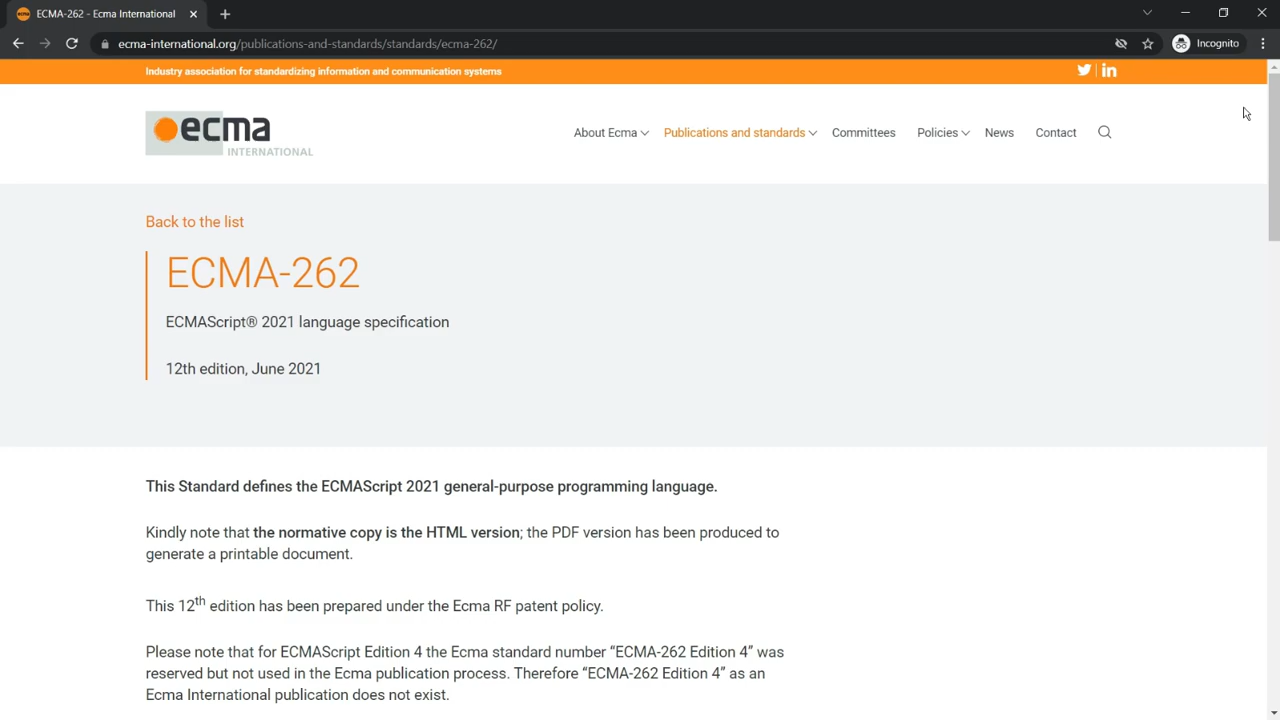 ECMA-262 - Ecma International
ecma-international.org/publications-and-standards/standards/ecma-262/
Incognito
Industry association for standardizing information and communication systems
ecma
INTERNATIONAL
About Ecma
Publications and standards
Committees
Policies
News
Contact
Back to the list
ECMA-262
ECMAScript® 2021 language specification
12th edition, June 2021
This Standard defines the ECMAScript 2021 general-purpose programming language.
Kindly note that the normative copy is the HTML version; the PDF version has been produced to
generate a printable document.
This 12th edition has been prepared under the Ecma RF patent policy.
Please note that for ECMAScript Edition 4 the Ecma standard number “ECMA-262 Edition 4” was
reserved but not used in the Ecma publication process. Therefore “ECMA-262 Edition 4” as an
Ecma International publication does not exist.